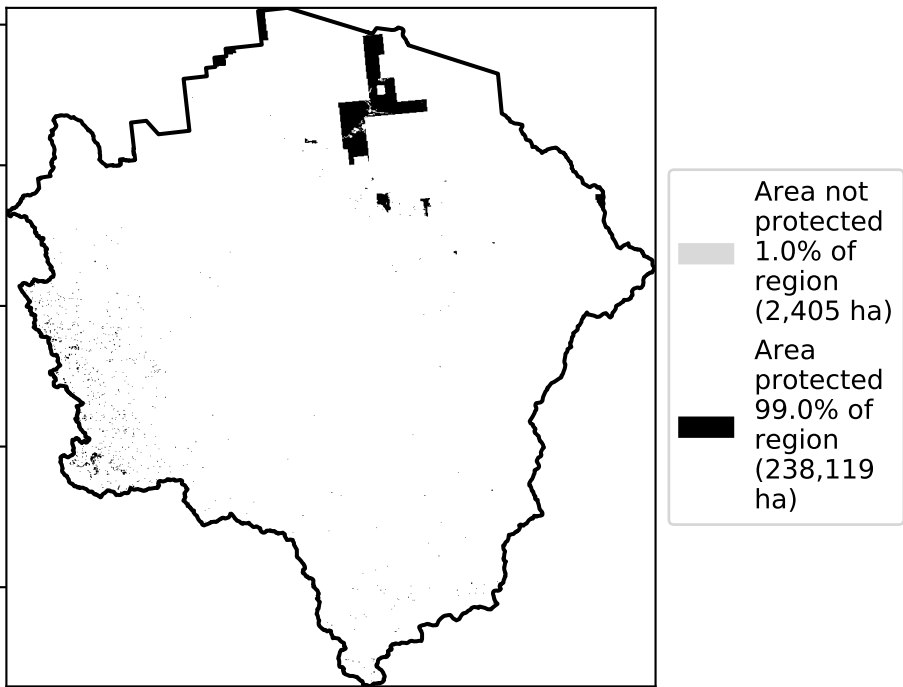 Area not
protected
1.0% of
region
(2,405 ha)
Area
protected
99.0% of
region
(238,119
ha)